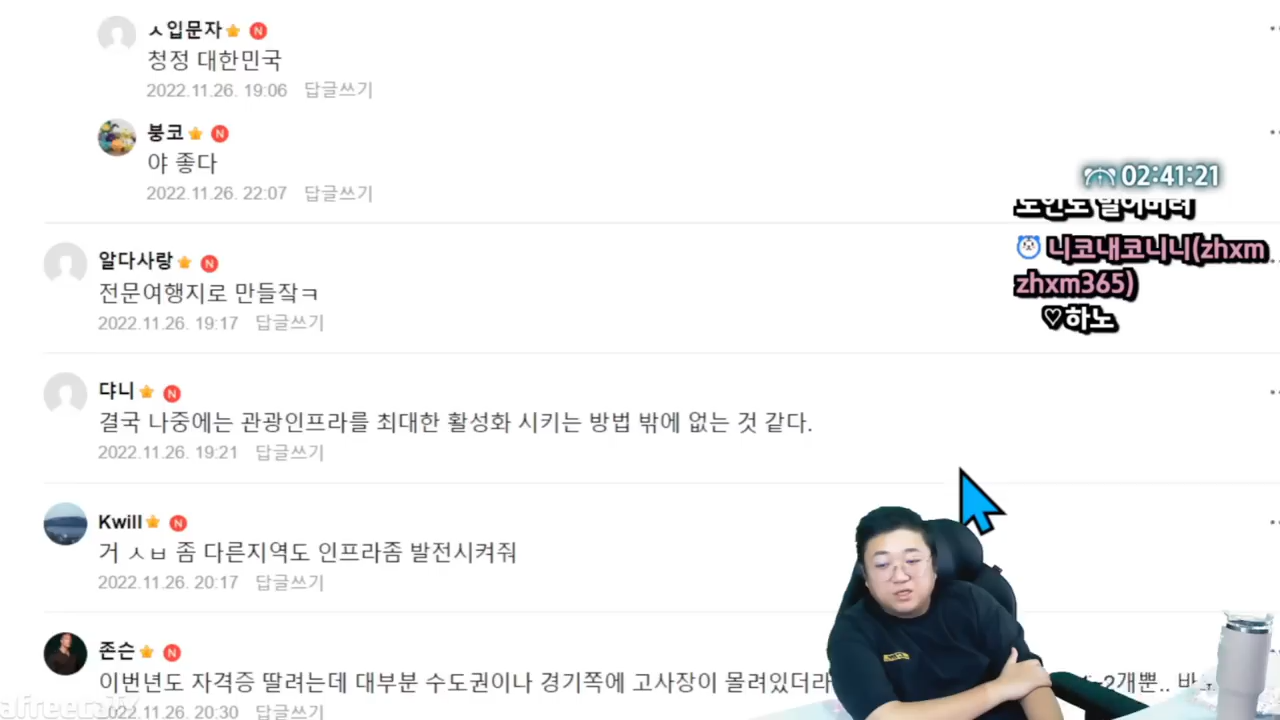 ㅅ입문자 N
청정 대한민국
2022.11.26. 19:06 답글쓰기
붕코 N
야 좋다
2022.11.26. 22:07 답글쓰기
02:41:21
니코내코니니(zhxm
zhxm365)
♡하노
알다사랑 N
전문여행지로 만들잨ㅋ
2022.11.26. 19:17 답글쓰기
댜니 N
결국 나중에는 관광인프라를 최대한 활성화 시키는 방법 밖에 없는 것 같다.
2022.11.26. 19:21 답글쓰기
Kwill N
거 ㅅㅂ 좀 다른지역도 인프라좀 발전시켜줘
2022.11.26. 20:17 답글쓰기
존슨 N
이번년도 자격증 딸려는데 대부분 수도권이나 경기쪽에 고사장이 몰려있더라
2개뿐..
2022.11.26. 20:30 답글쓰기